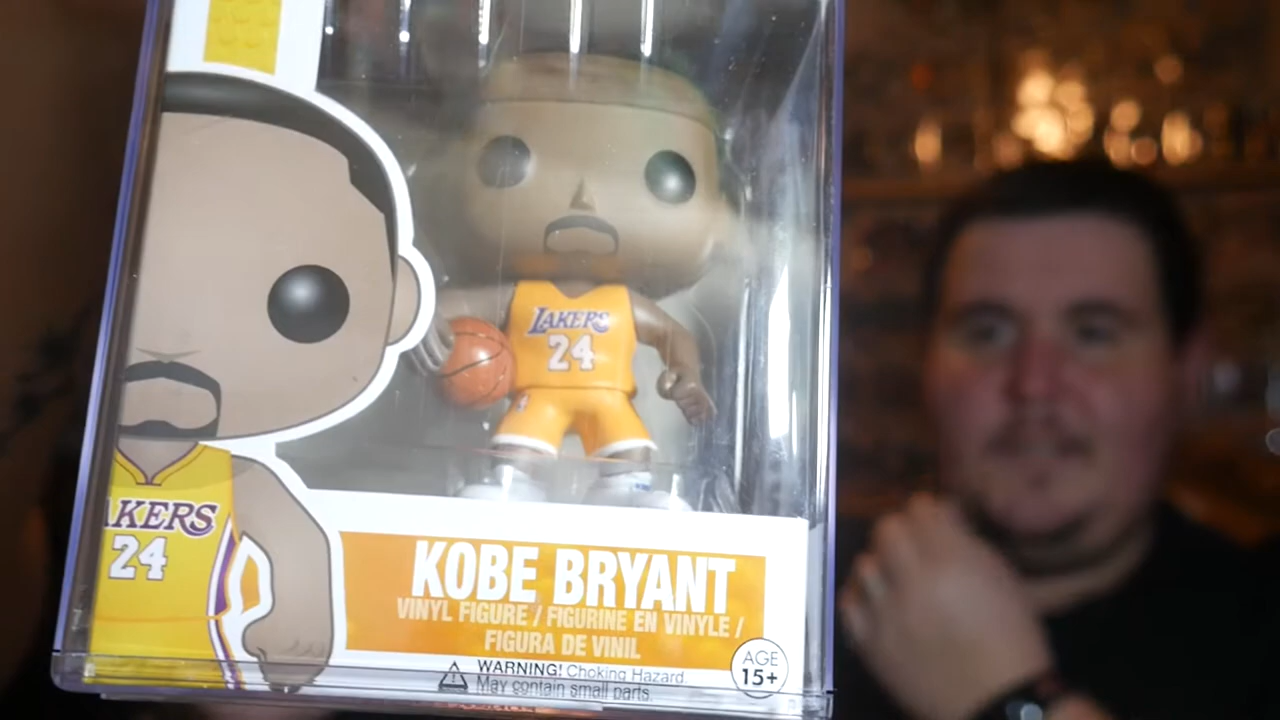 LAKERS
24
AKERS
24
KOBE BRYANT
VINYL FIGURE / FIGURINE EN VINYLE /
FIGURA DE VINIL
WARNING! Choking Hazard.
May contain small parts.
AGE
15+